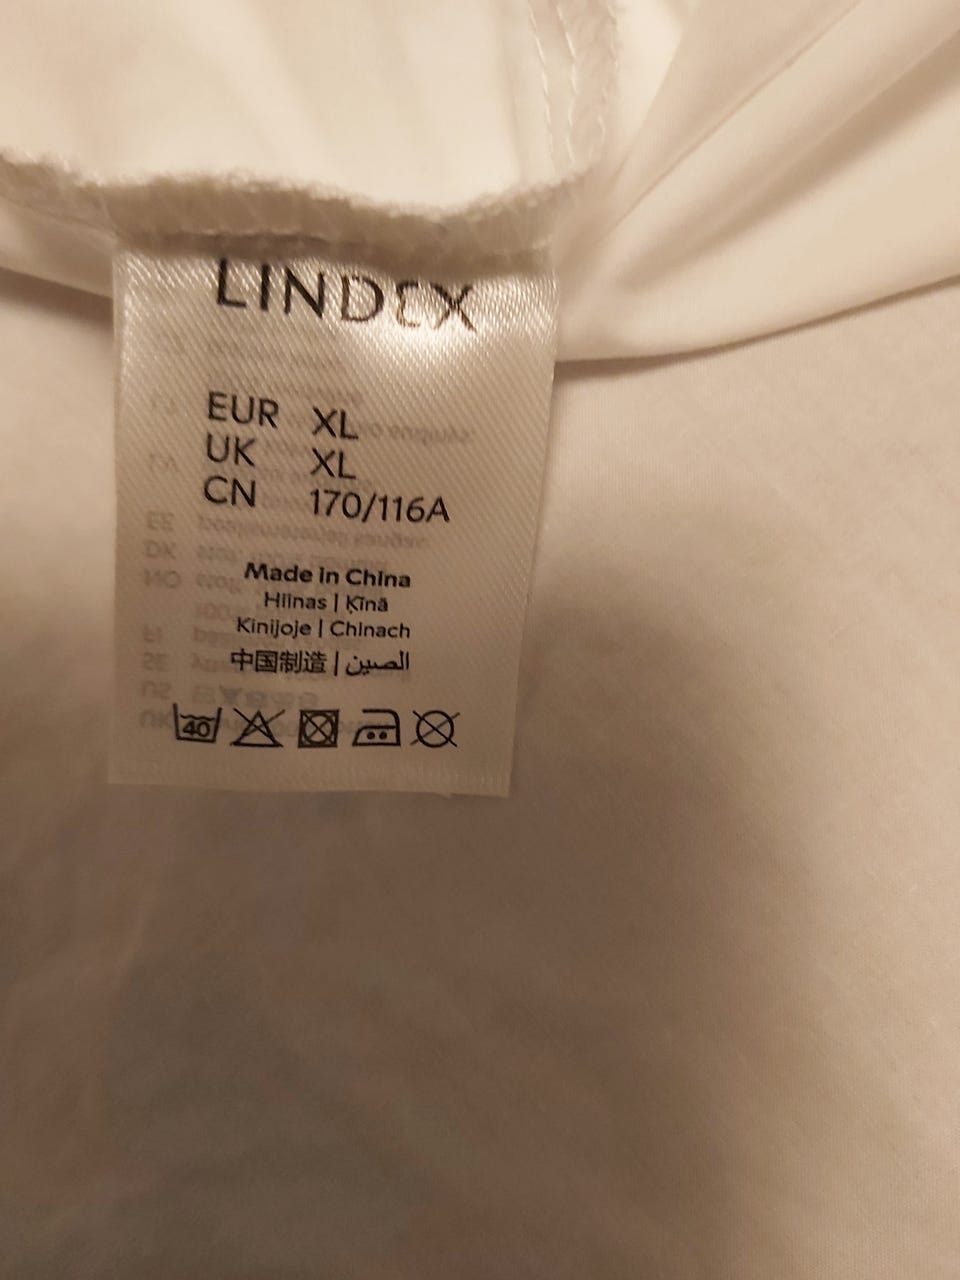 LINDEX
EUR XL
UK XL
CN 170/116A
Made in China
Hiinas | Ķīnā
Kinijoje | Chinach
中国制造 | الصين
40